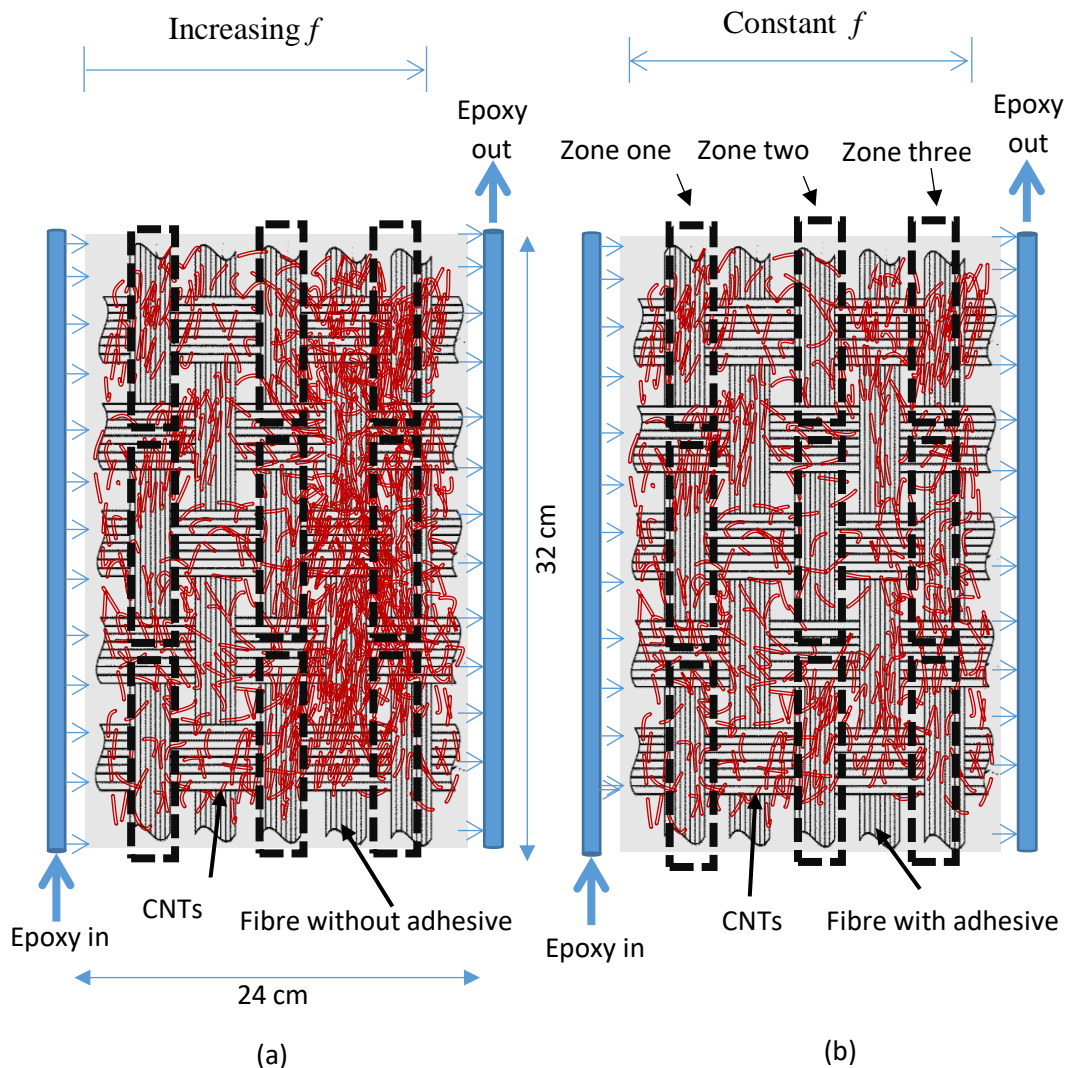 Increasing f
Constant f
Epoxy
out
Epoxy
out
Zone one
Zone two
Zone three
32 cm
CNTs
Fibre without adhesive
CNTs
Fibre with adhesive
Epoxy in
Epoxy in
24 cm
(a)
(b)